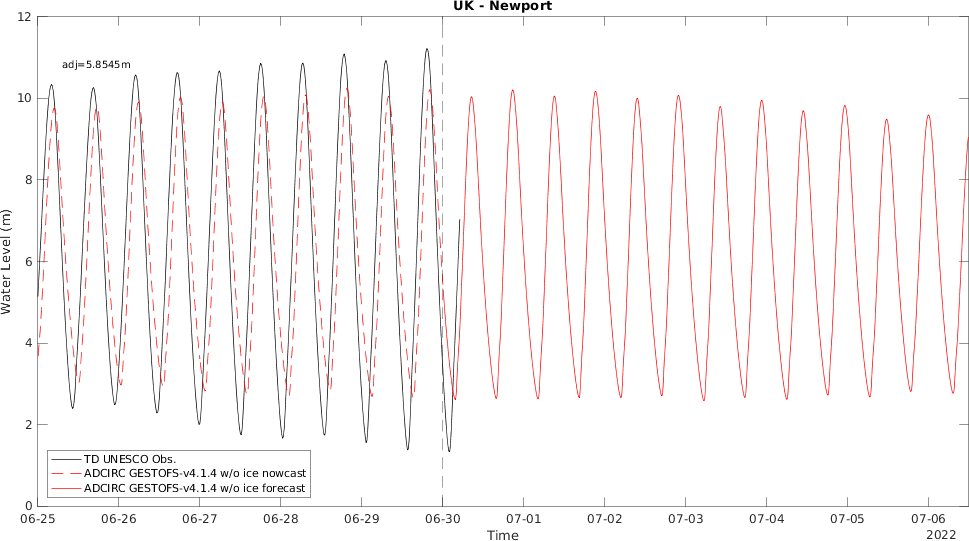 UK - Newport
adj=5.8545m
Water Level (m)
12
10
8
6
4
2
0
TD UNESCO Obs.
ADCIRC GESTOFS-v4.1.4 w/o ice nowcast
ADCIRC GESTOFS-v4.1.4 w/o ice forecast
06-25 06-26 06-27 06-28 06-29 06-30 07-01 07-02 07-03 07-04 07-05 07-06
Time
2022